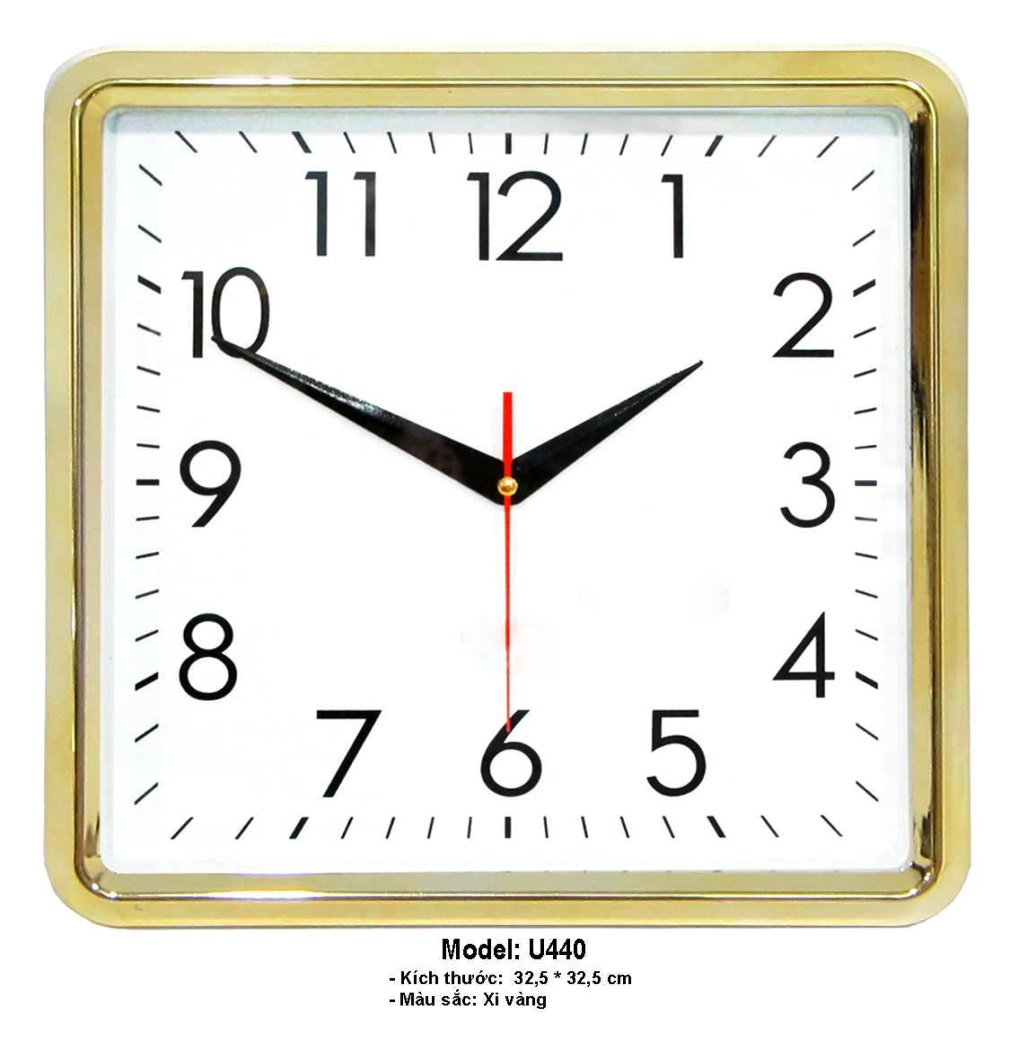 11 12 1
10 2
9 3
8 4
7 6 5
Model: U440
- Kích thước: 32,5 * 32,5 cm
- Màu sắc: Xi vàng